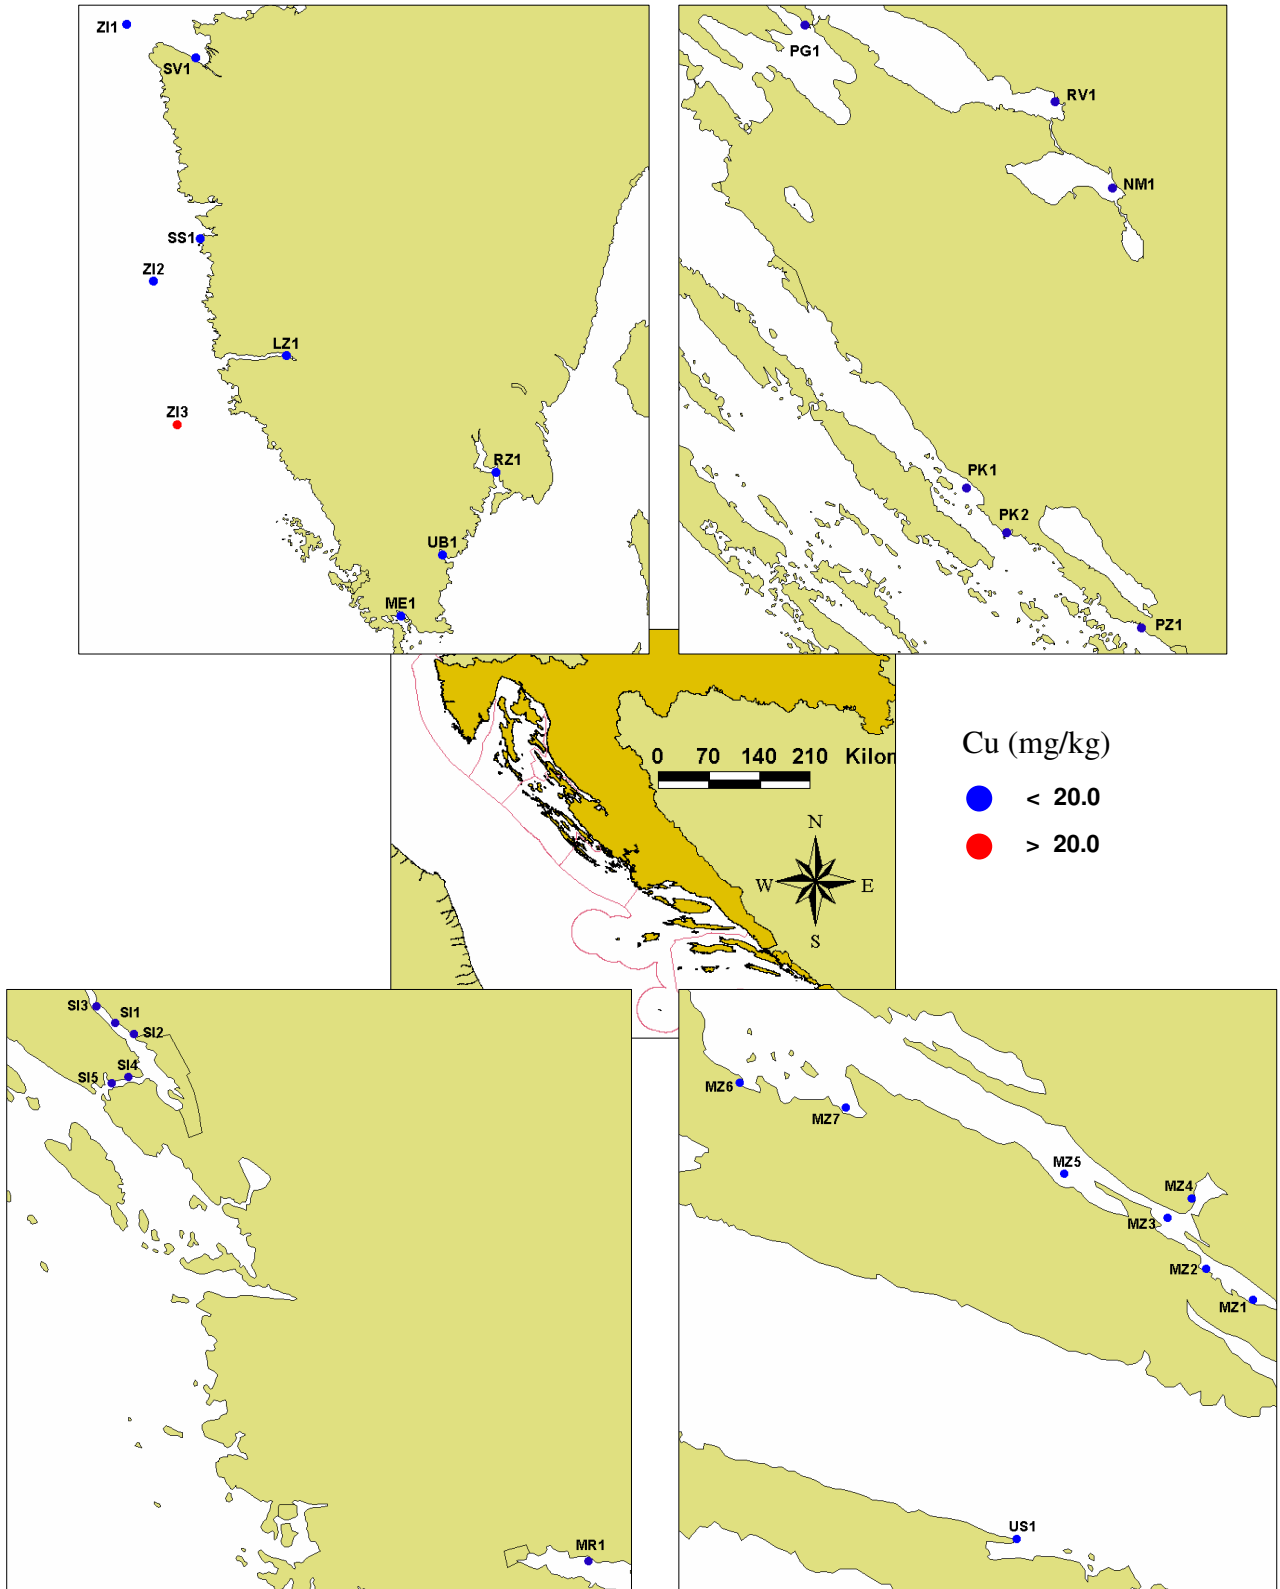 ZI1
SV1
SS1
ZI2
LZ1
ZI3
RZ1
UB1
ME1
PG1
RV1
NM1
PK1
PK2
PZ1
0 70 140 210 Kilon
N
W E
S
Cu (mg/kg)
< 20.0
> 20.0
SI3
SI1
SI2
SI4
SI5
MR1
MZ6
MZ7
MZ5
MZ4
MZ3
MZ2
MZ1
US1